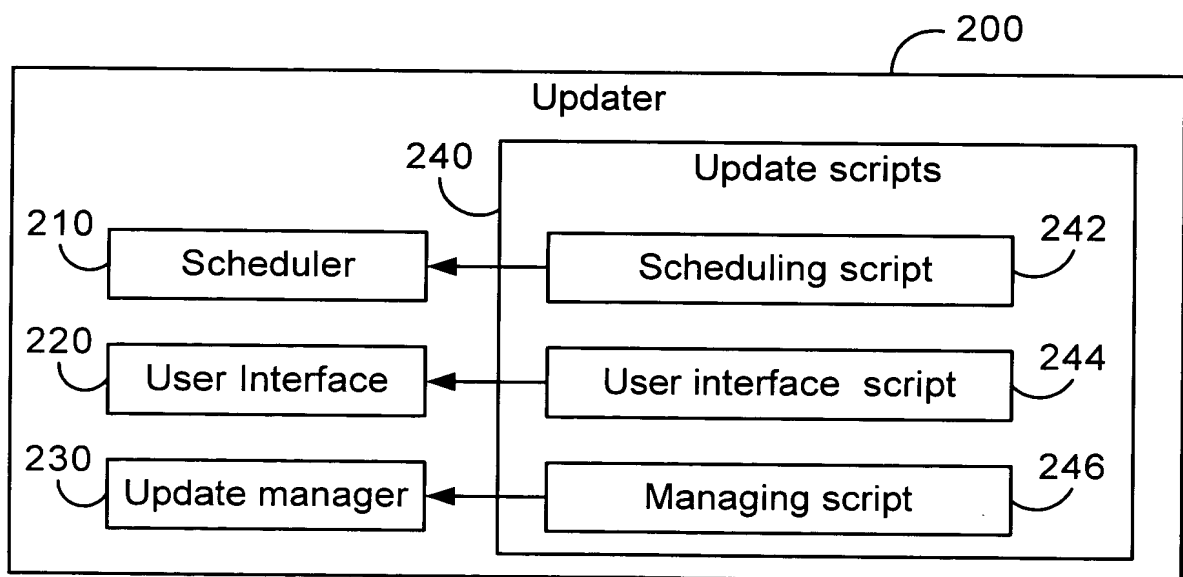 200
Updater
240
Update scripts
210
Scheduler
Scheduling script
242
220
User Interface
User interface script
244
230
Update manager
Managing script
246